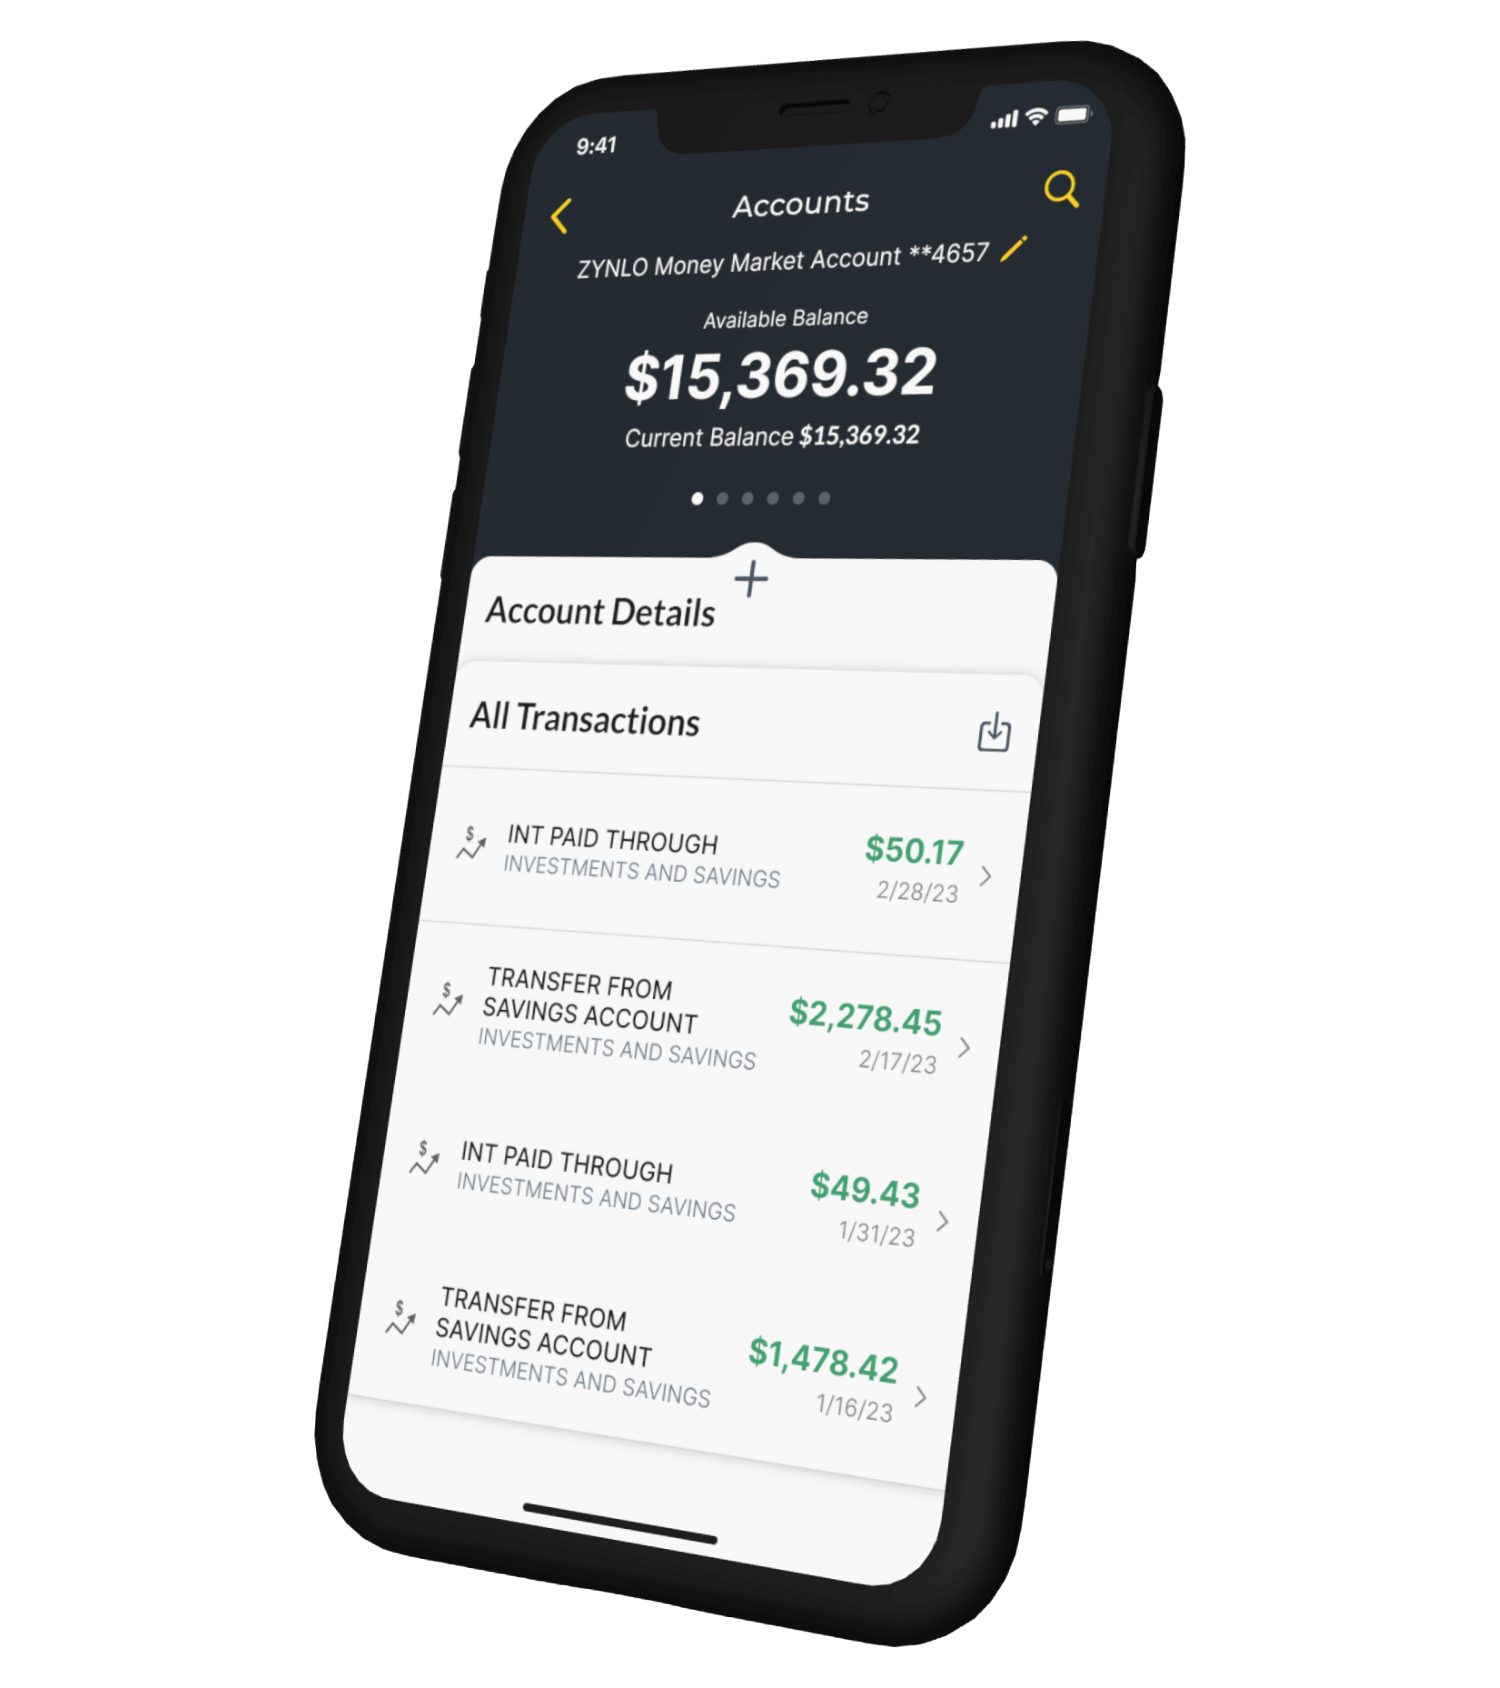 9:41
Accounts
ZYNLO Money Market Account **4657
Available Balance
$15,369.32
Current Balance $15,369.32
Account Details
All Transactions
INT PAID THROUGH
INVESTMENTS AND SAVINGS
$50.17
2/28/23
TRANSFER FROM
SAVINGS ACCOUNT
INVESTMENTS AND SAVINGS
$2,278.45
2/17/23
INT PAID THROUGH
INVESTMENTS AND SAVINGS
$49.43
1/31/23
TRANSFER FROM
SAVINGS ACCOUNT
INVESTMENTS AND SAVINGS
$1,478.42
1/16/23